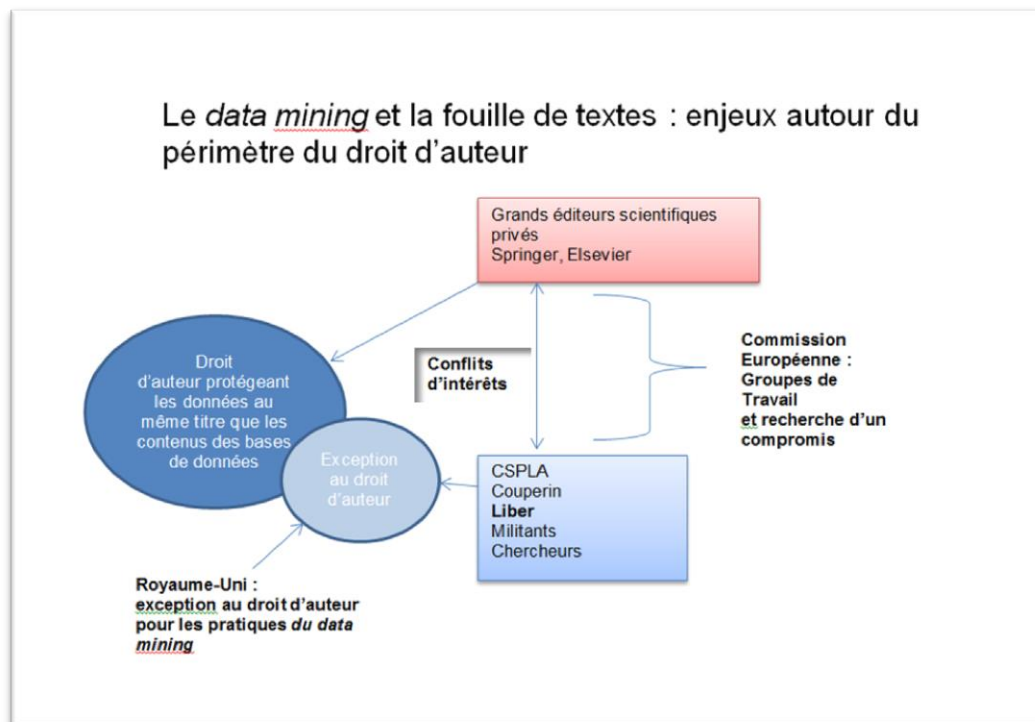 Le data mining et la fouille de textes : enjeux autour du
périmètre du droit d'auteur
Grands éditeurs scientifiques
privés
Springer, Elsevier
Droit
d'auteur protégeant
les données au
même titre que les
contenus des bases
de données
Conflits
d'intérêts
Commission
Européenne :
Groupes de
Travail
et recherche d'un
compromis
Exception
au droit
d'auteur
CSPLA
Couperin
Liber
Militants
Chercheurs
Royaume-Uni :
exception au droit d'auteur
pour les pratiques du data
mining